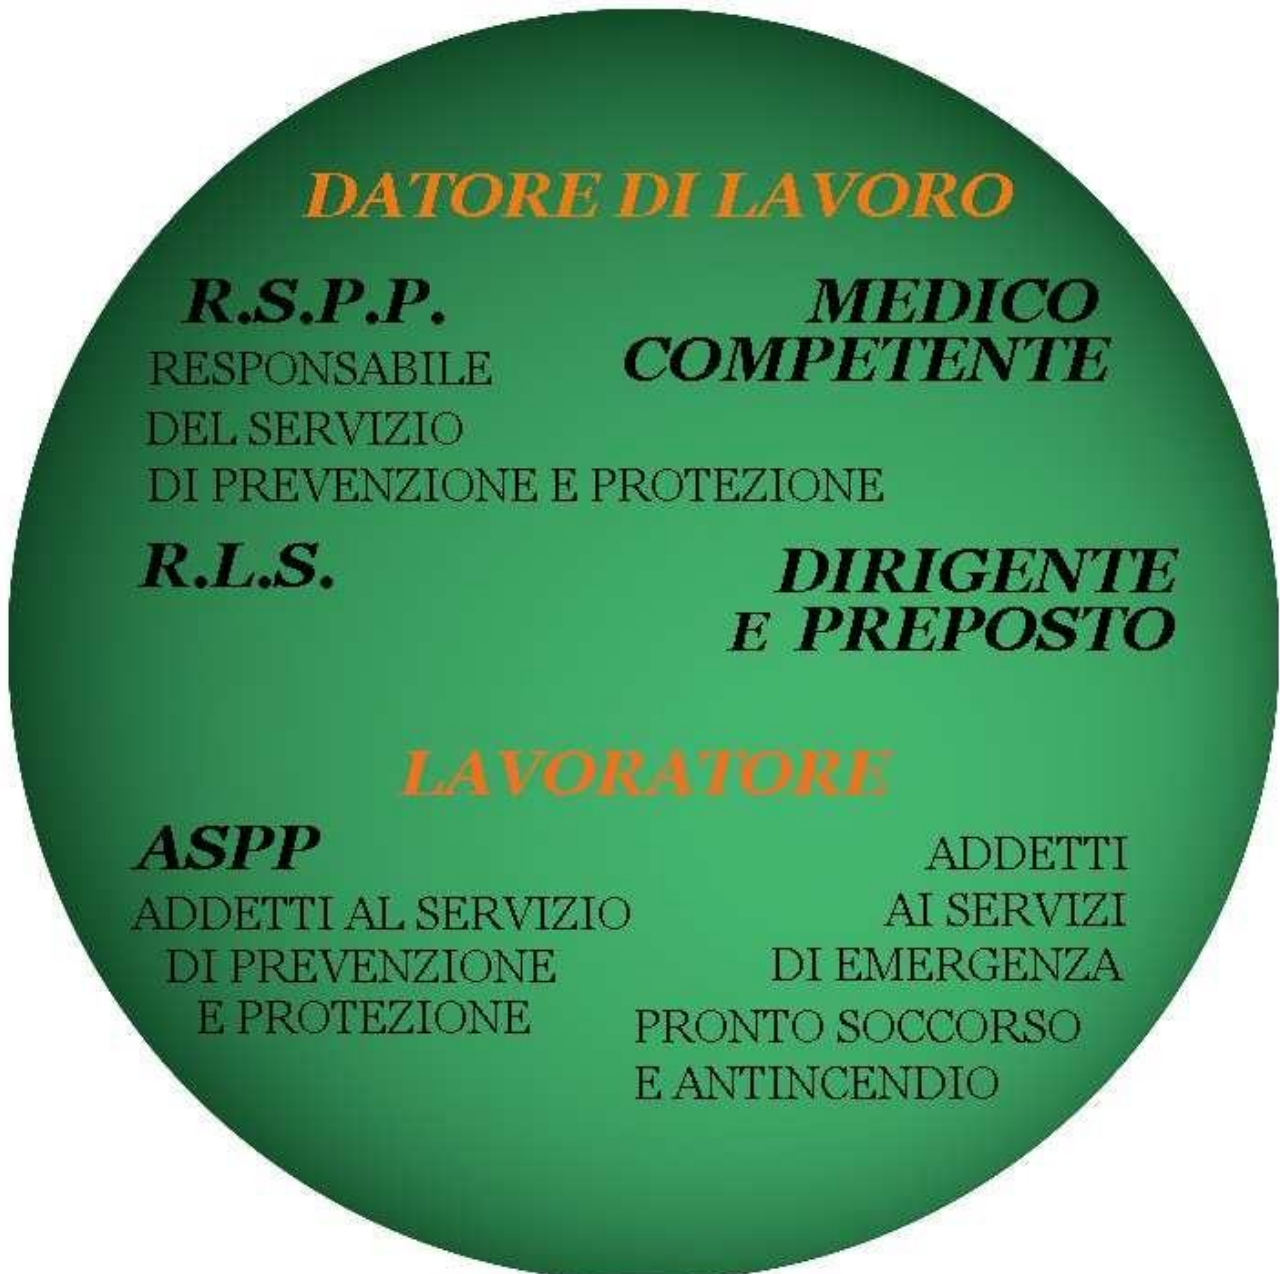 DATORE DI LAVORO
R.S.P.P.
RESPONSABILE
DEL SERVIZIO
DI PREVENZIONE E PROTEZIONE
MEDICO
COMPETENTE
R.L.S.
DIRIGENTE
E PREPOSTO
LAVORATORE
ASPP
ADDETTI AL SERVIZIO
DI PREVENZIONE
E PROTEZIONE
ADDETTI
AI SERVIZI
DI EMERGENZA
PRONTO SOCCORSO
E ANTINCENDIO